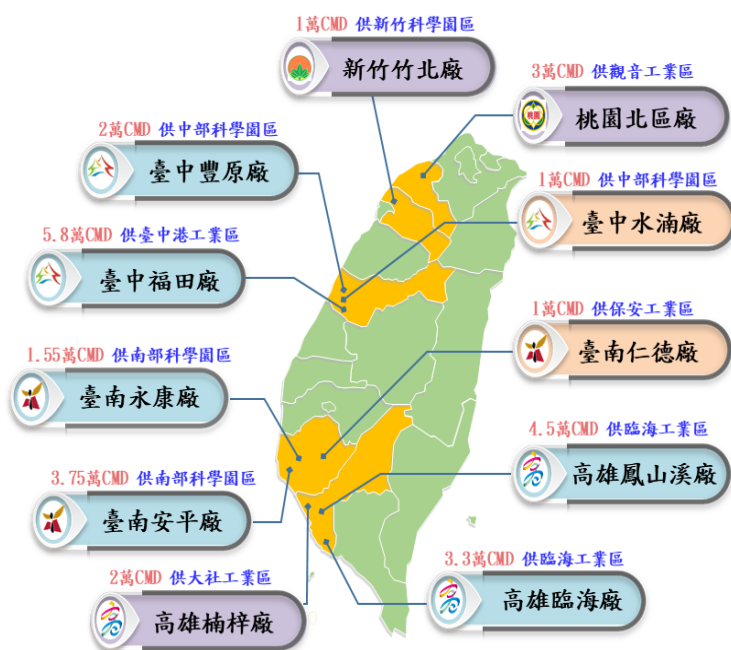 1萬CMD 供新竹科學園區
新竹竹北廠
3萬CMD 供觀音工業區
桃園
桃園北區廠
2萬CMD 供中部科學園區
臺中豐原廠
1萬CMD 供中部科學園區
臺中水湳廠
5.8萬CMD 供臺中港工業區
臺中福田廠
1萬CMD 供保安工業區
臺南仁德廠
1.55萬CMD 供南部科學園區
臺南永康廠
4.5萬CMD 供臨海工業區
高雄鳳山溪廠
3.75萬CMD 供南部科學園區
臺南安平廠
3.3萬CMD 供臨海工業區
高雄臨海廠
2萬CMD 供大社工業區
高雄楠梓廠